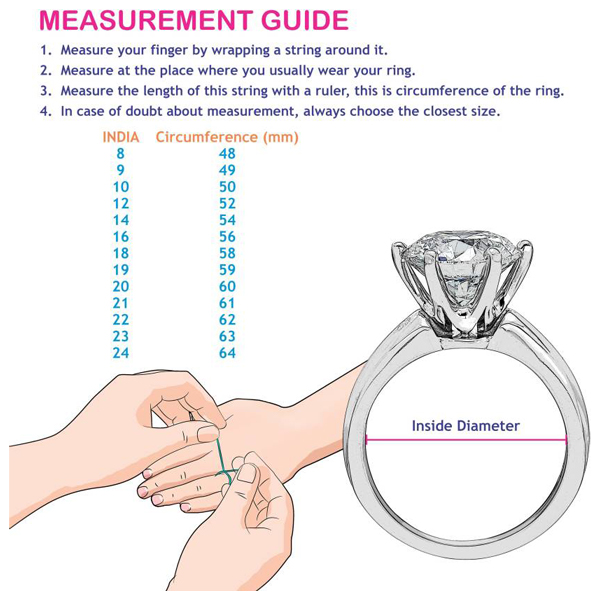 MEASUREMENT GUIDE
1. Measure your finger by wrapping a string around it.
2. Measure at the place where you usually wear your ring.
3. Measure the length of this string with a ruler, this is circumference of the ring.
4. In case of doubt about measurement, always choose the closest size.
INDIA Circumference (mm)
8 48
9 49
10 50
12 52
14 54
16 56
18 58
19 59
20 60
21 61
22 62
23 63
24 64
Inside Diameter